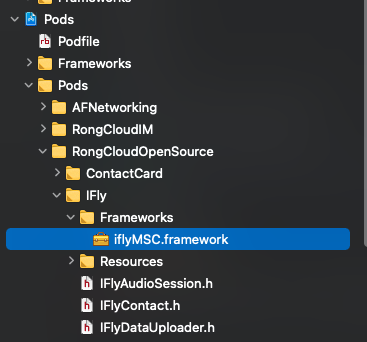 Frameworks
Pods
Podfile
Frameworks
Pods
AFNetworking
RongCloudIM
RongCloudOpenSource
ContactCard
IFly
Frameworks
iflyMSC.framework
Resources
IFlyAudioSession.h
IFlyContact.h
IFlyDataUploader.h